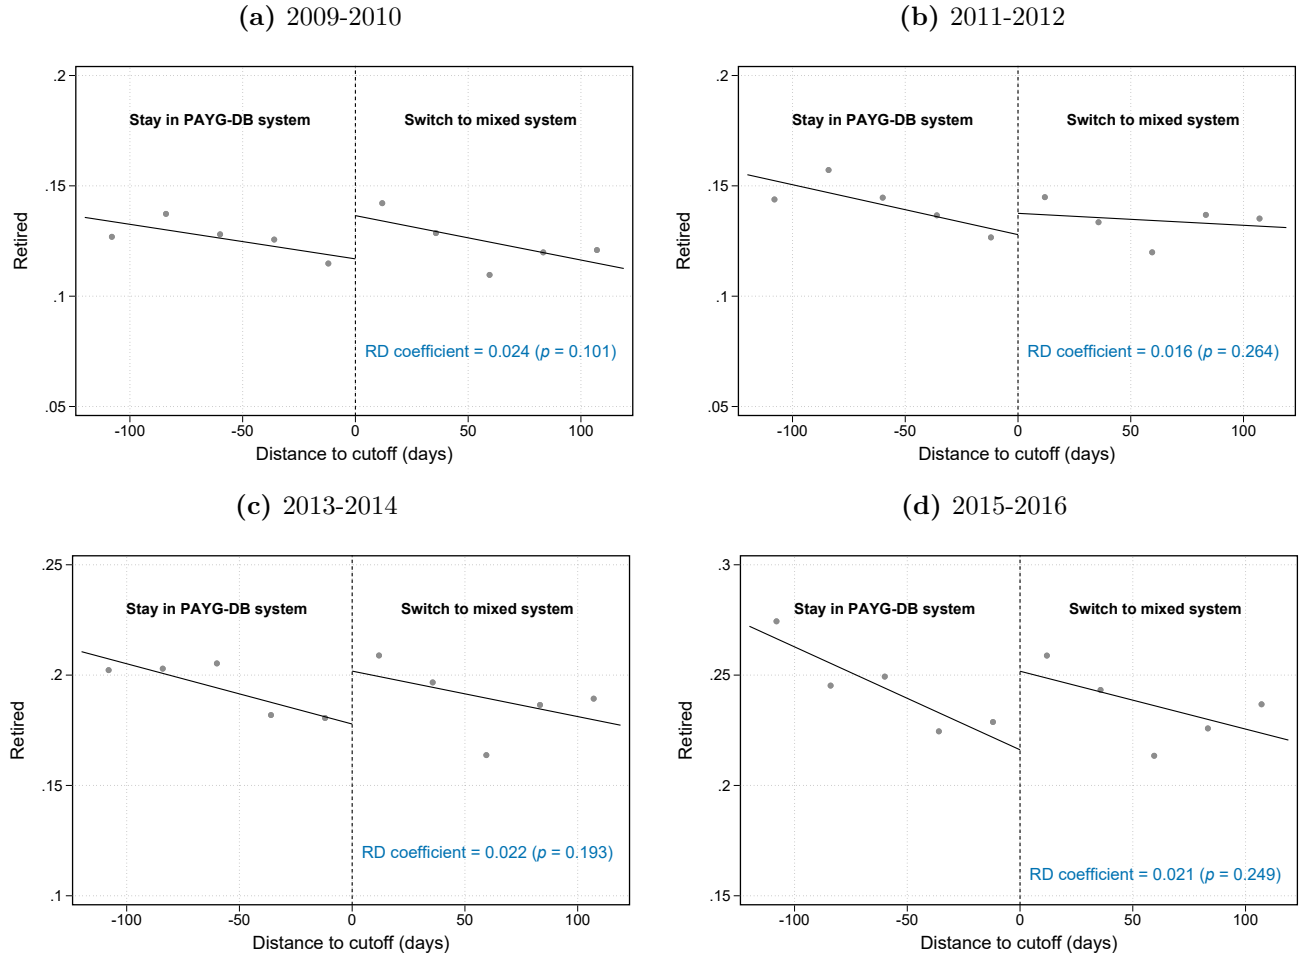 (a) 2009-2010
.2
.15
.1
.05
Retired
Stay in PAYG-DB system
Switch to mixed system
RD coefficient = 0.024 (p = 0.101)
-100 -50 0 50 100
Distance to cutoff (days)
(b) 2011-2012
.2
.15
.1
.05
Retired
Stay in PAYG-DB system
Switch to mixed system
RD coefficient = 0.016 (p = 0.264)
-100 -50 0 50 100
Distance to cutoff (days)
(c) 2013-2014
.25
.2
.15
.1
Retired
Stay in PAYG-DB system
Switch to mixed system
RD coefficient = 0.022 (p = 0.193)
-100 -50 0 50 100
Distance to cutoff (days)
(d) 2015-2016
.3
.25
.2
.15
Retired
Stay in PAYG-DB system
Switch to mixed system
RD coefficient = 0.021 (p = 0.249)
-100 -50 0 50 100
Distance to cutoff (days)